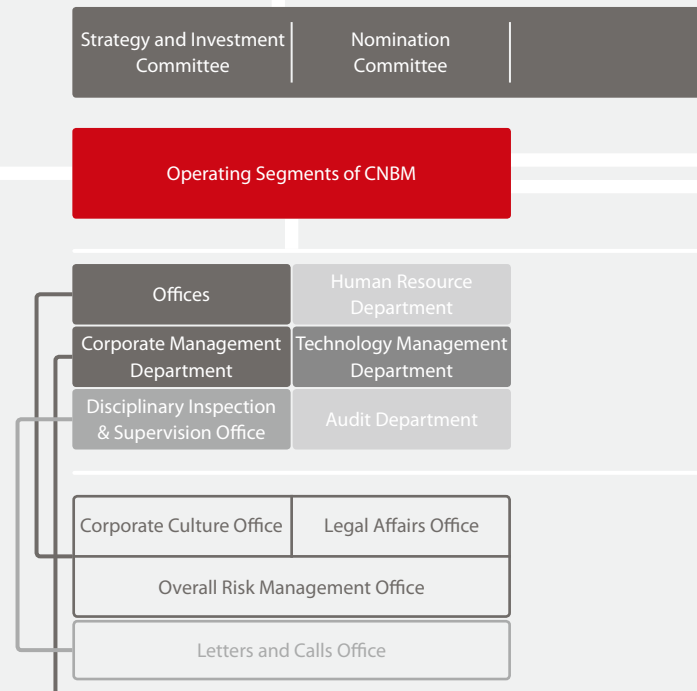 Strategy and Investment
Committee
Nomination
Committee
Operating Segments of CNBM
Offices
Human Resource
Department
Corporate Management
Department
Technology Management
Department
Disciplinary Inspection
& Supervision Office
Audit Department
Corporate Culture Office
Legal Affairs Office
Overall Risk Management Office
Letters and Calls Office